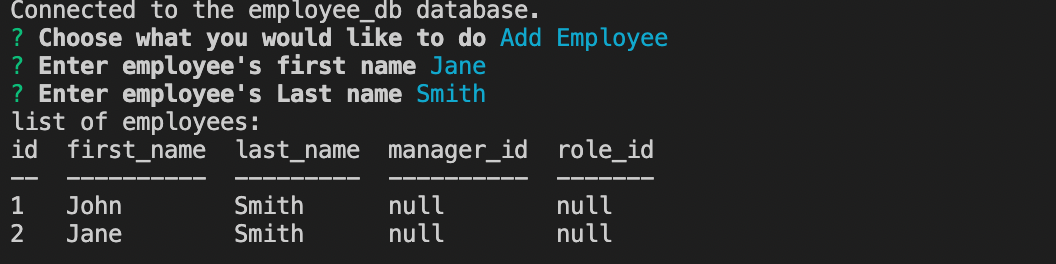 Connected to the employee_db database.
? Choose what you would like to do Add Employee
? Enter employee's first name Jane
? Enter employee's Last name Smith
list of employees:
id  first_name  last_name  manager_id  role_id
--  ----------  ---------  ----------  -------
1   John        Smith      null        null
2   Jane        Smith      null        null